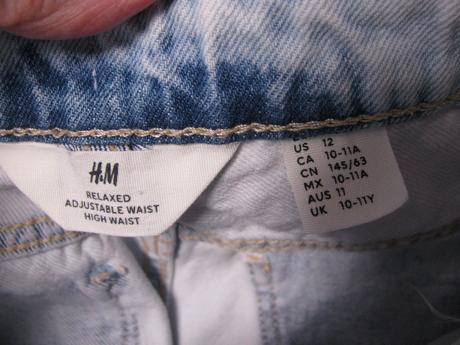 H&M
RELAXED
ADJUSTABLE WAIST
HIGH WAIST
US 12
CA 10-11A
CN 145/63
MX 10-11A
AUS 11
UK 10-11Y